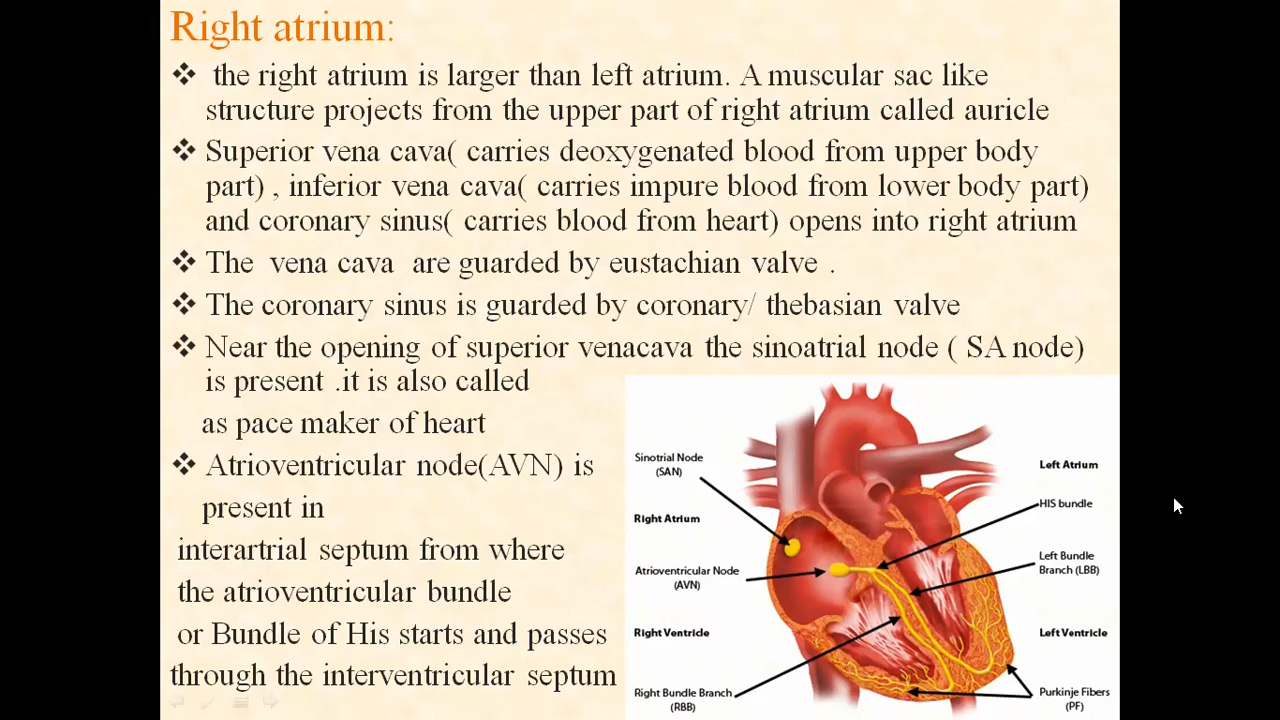 Right atrium:
❖ the right atrium is larger than left atrium. A muscular sac like
structure projects from the upper part of right atrium called auricle
❖ Superior vena cava( carries deoxygenated blood from upper body
part) , inferior vena cava( carries impure blood from lower body part)
and coronary sinus( carries blood from heart) opens into right atrium
❖ The vena cava are guarded by eustachian valve .
❖ The coronary sinus is guarded by coronary/ thebasian valve
❖ Near the opening of superior venacava the sinoatrial node ( SA node)
is present .it is also called
as pace maker of heart
❖ Atrioventricular node(AVN) is
present in
interartrial septum from where
the atrioventricular bundle
or Bundle of His starts and passes
through the interventricular septum
Sinotrial Node
(SAN)
Right Atrium
Atrioventricular Node
(AVN)
Right Ventricle
Right Bundle Branch
(RBB)
Left Atrium
HIS bundle
Left Bundle
Branch (LBB)
Left Ventricle
Purkinje Fibers
(PF)